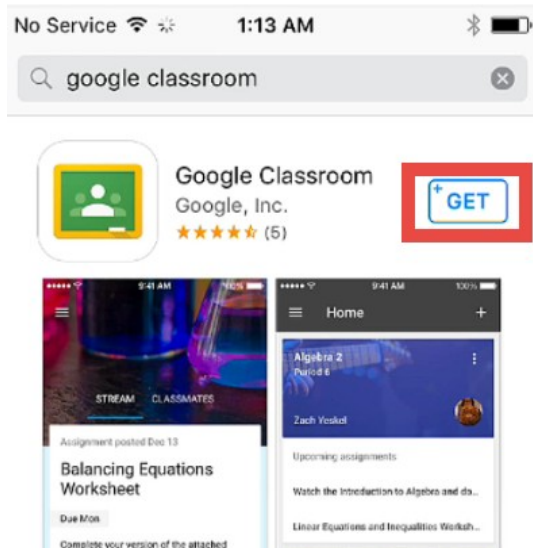 No Service 1:13 AM
google classroom
Google Classroom
Google, Inc.
(5)
+GET
9:41 AM 100%
STREAM CLASSMATES
Assignment posted Dec 13
Balancing Equations
Worksheet
Due Mon
Complete your version of the attached
9:41 AM 100%
Home +
Algebra 2
Period 6
Zach Yeskel
Upcoming assignments
Watch the Introduction to Algebra and da...
Linear Equations and Inequalities Worksh...